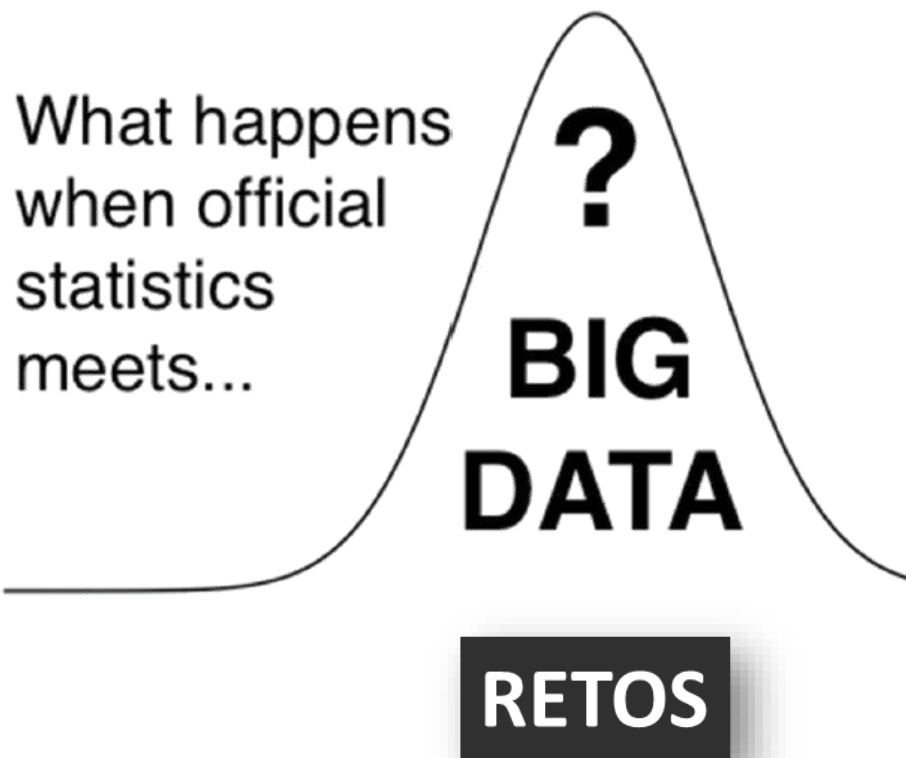 What happens
when official
statistics
meets...
?
BIG
DATA
RETOS